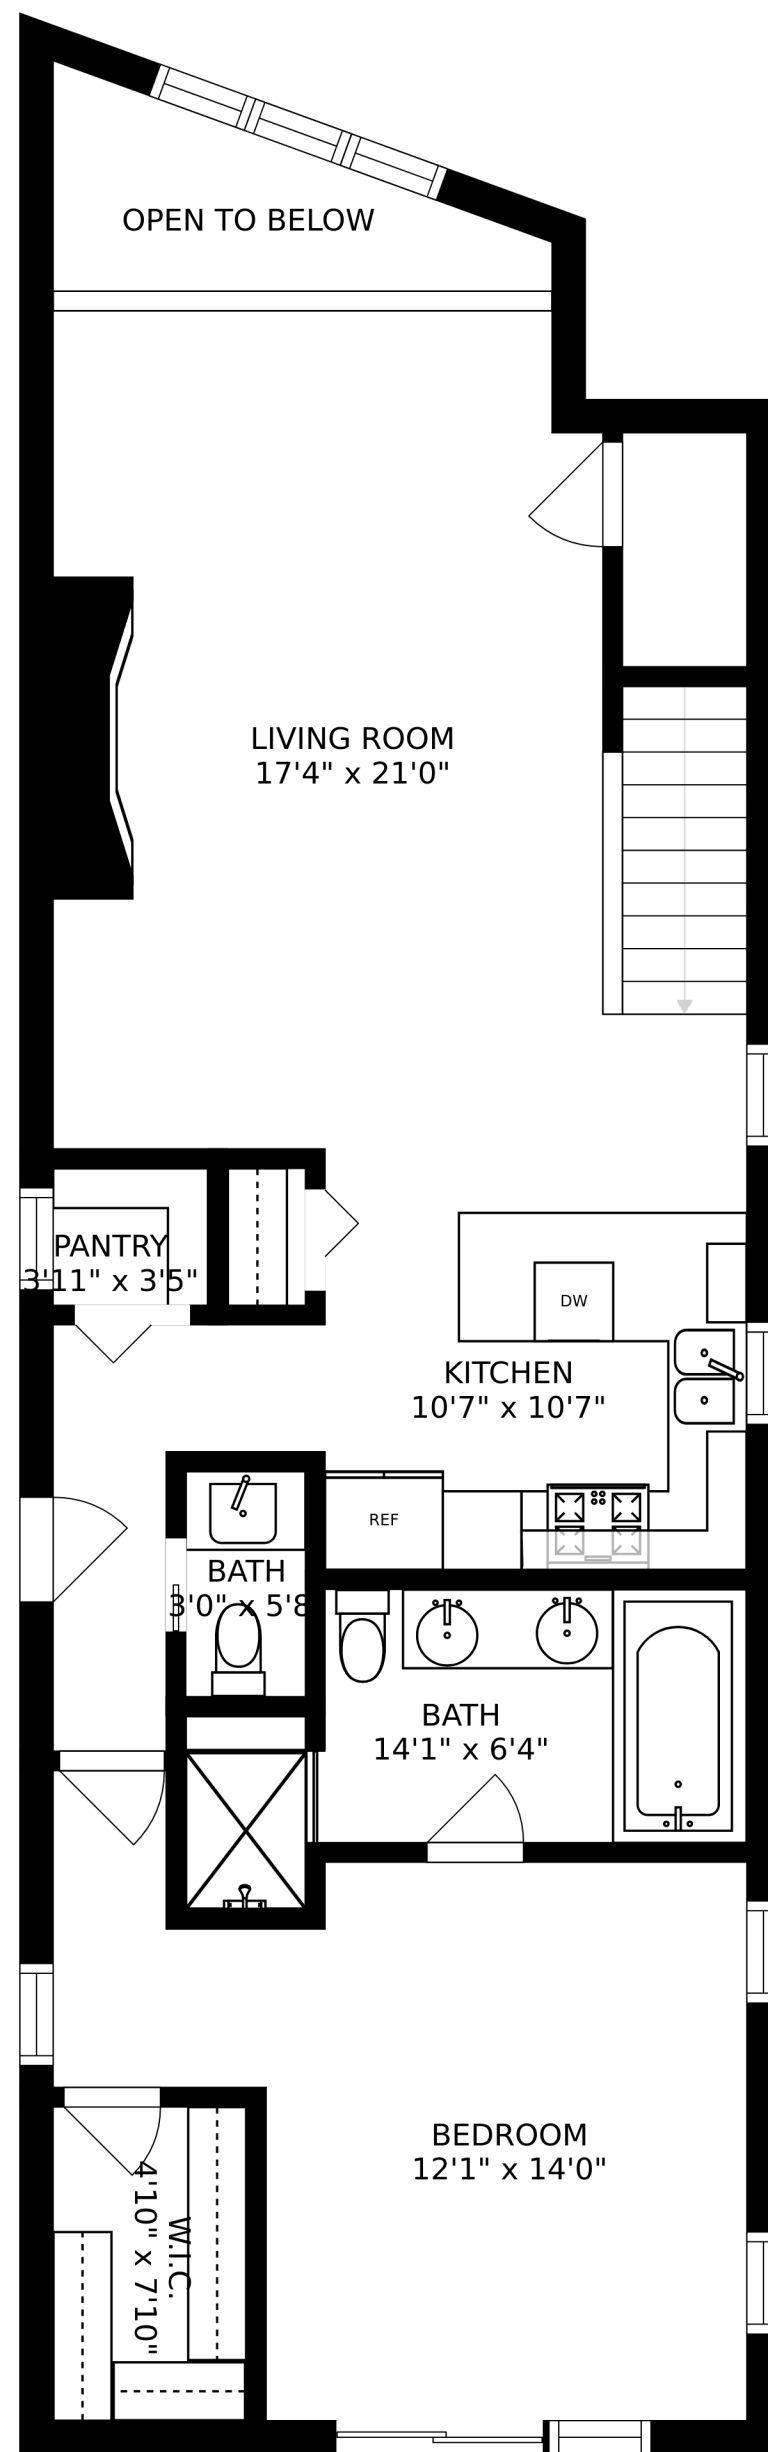 OPEN TO BELOW
LIVING ROOM
17'4" x 21'0"
PANTRY
3'11" x 3'5"
DW
KITCHEN
10'7" x 10'7"
REF
BATH
3'0" x 5'8
BATH
14'1" x 6'4"
BEDROOM
12'1" x 14'0"
W.I.C.
4'10" x 7'10"